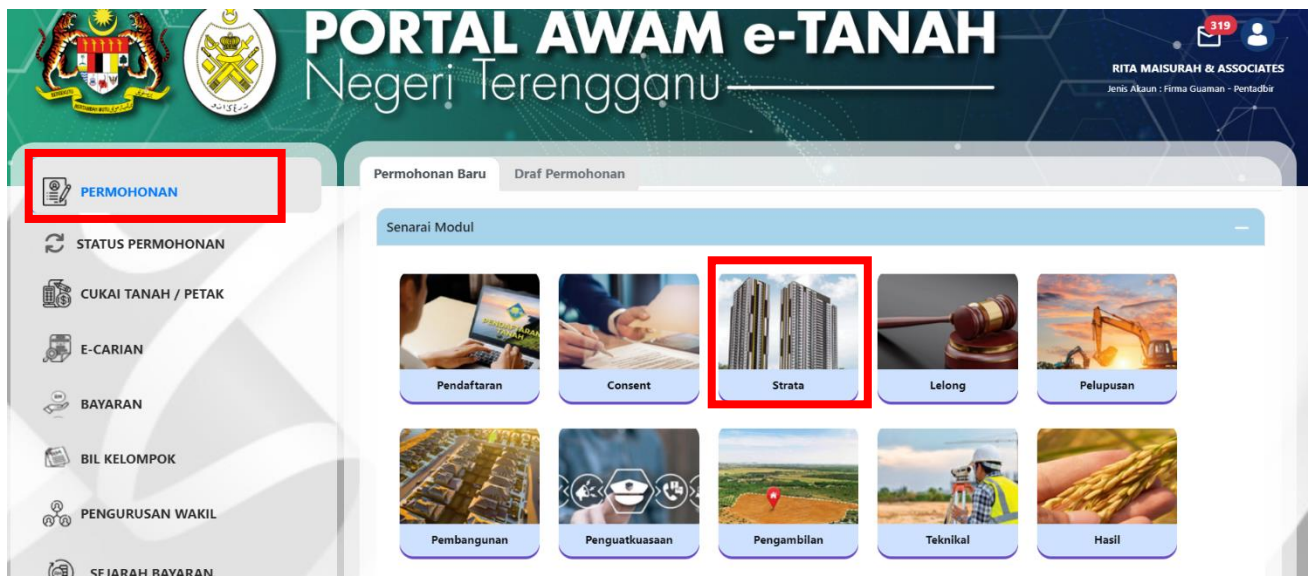 PORTAL AWAM e-TANAH
Negeri Terengganu
319
RITA MAISURAH & ASSOCIATES
Jenis Akaun : Firma Guaman - Pentadbir
PERMOHONAN
STATUS PERMOHONAN
CUKAI TANAH / PETAK
E-CARIAN
BAYARAN
BIL KELOMPOK
PENGURUSAN WAKIL
SEJARAH BAYARAN
Permohonan Baru Draf Permohonan
Senarai Modul
PENDAFTARAN
TANAH
Pendaftaran Consent Strata Lelong Pelupusan
Pembangunan Penguatkuasaan Pengambilan Teknikal Hasil